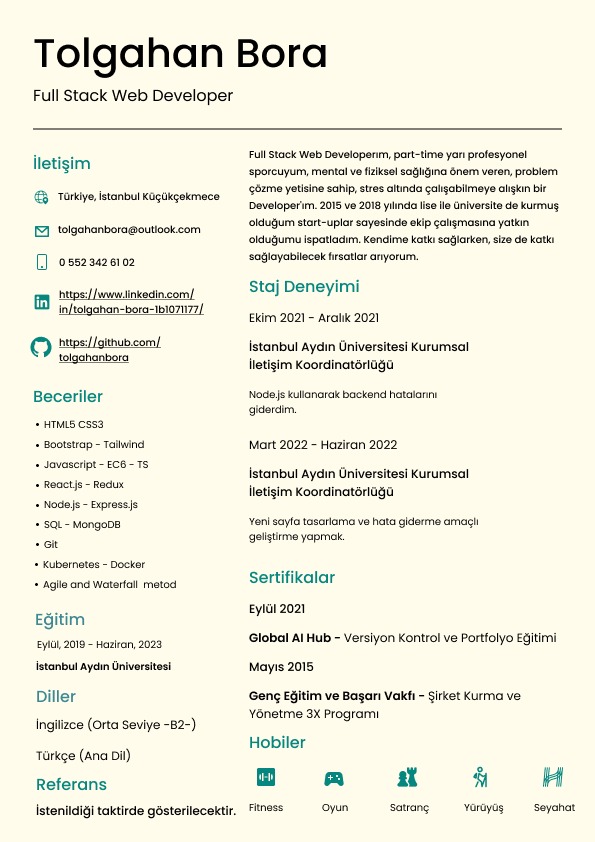 Tolgahan Bora
Full Stack Web Developer
İletişim
Türkiye, İstanbul Küçükçekmece
tolgahanbora@outlook.com
0 552 342 61 02
https://www.linkedin.com/
in/tolgahan-bora-1b1071177/
https://github.com/
tolgahanbora
Beceriler
• HTML5 CSS3
• Bootstrap - Tailwind
• Javascript - EC6 - TS
• React.js - Redux
• Node.js - Express.js
• SQL - MongoDB
• Git
• Kubernetes - Docker
• Agile and Waterfall metod
Eğitim
Eylül, 2019 - Haziran, 2023
İstanbul Aydın Üniversitesi
Diller
İngilizce (Orta Seviye -B2-)
Türkçe (Ana Dil)
Referans
İstenildiği taktirde gösterilecektir.
Full Stack Web Developerım, part-time yarı profesyonel
sporcuyum, mental ve fiziksel sağlığına önem veren, problem
çözme yetisine sahip, stres altında çalışabilmeye alışkın bir
Developer'ım. 2015 ve 2018 yılında lise ile üniversite de kurmuş
olduğum start-uplar sayesinde ekip çalışmasına yatkın
olduğumu ispatladım. Kendime katkı sağlarken, size de katkı
sağlayabilecek fırsatlar arıyorum.
Staj Deneyimi
Ekim 2021 - Aralık 2021
İstanbul Aydın Üniversitesi Kurumsal
İletişim Koordinatörlüğü
Node.js kullanarak backend hatalarını
giderdim.
Mart 2022 - Haziran 2022
İstanbul Aydın Üniversitesi Kurumsal
İletişim Koordinatörlüğü
Yeni sayfa tasarlama ve hata giderme amaçlı
geliştirme yapmak.
Sertifikalar
Eylül 2021
Global AI Hub - Versiyon Kontrol ve Portfolyo Eğitimi
Mayıs 2015
Genç Eğitim ve Başarı Vakfı - Şirket Kurma ve
Yönetme 3X Programı
Hobiler
Fitness Oyun Satranç Yürüyüş Seyahat